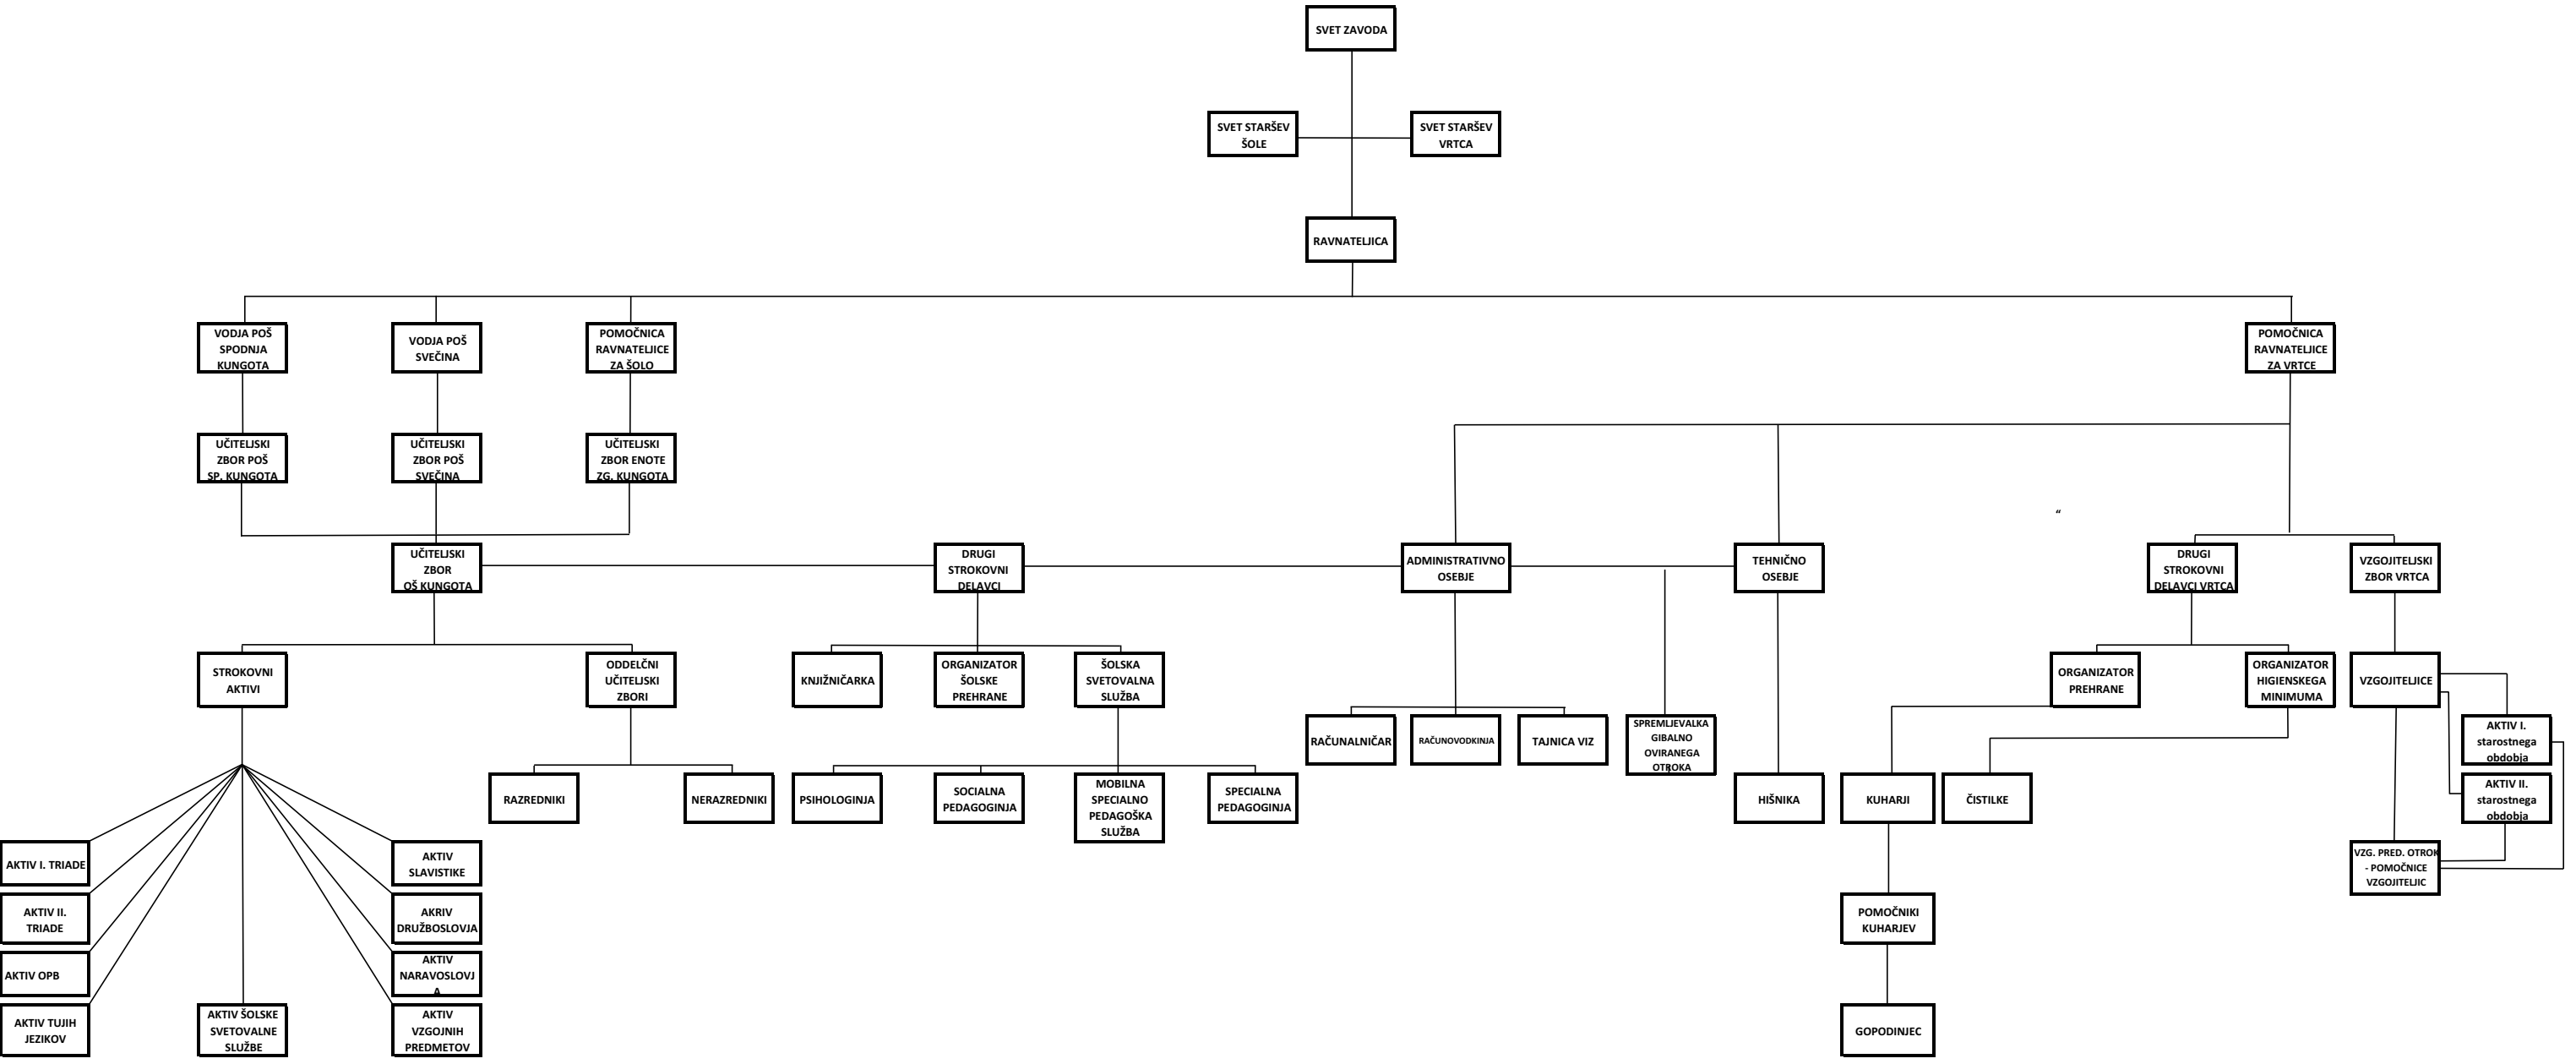 SVET ZAVODA
SVET STARŠEV
ŠOLE
SVET STARŠEV
VRTCA
RAVNATELJICA
VODJA POŠ
SPODNJA
KUNGOTA
VODJA POŠ
SVEČINA
POMOČNICA
RAVNATELJICE
ZA ŠOLO
POMOČNICA
RAVNATELJICE
ZA VRTCE
UČITELJSKI
ZBOR POŠ
SP. KUNGOTA
UČITELJSKI
ZBOR POŠ
SVEČINA
UČITELJSKI
ZBOR ENOTE
ZG. KUNGOTA
“
UČITELJSKI
ZBOR
OŠ KUNGOTA
DRUGI
STROKOVNI
DELAVCI
ADMINISTRATIVNO
OSEBJE
TEHNIČNO
OSEBJE
DRUGI
STROKOVNI
DELAVCI VRTCA
VZGOJITELJSKI
ZBOR VRTCA
STROKOVNI
AKTIVI
ODDELČNI
UČITELJSKI
ZBORI
KNJIŽNIČARKA
ORGANIZATOR
ŠOLSKE
PREHRANE
ŠOLSKA
SVETOVALNA
SLUŽBA
ORGANIZATOR
PREHRANE
ORGANIZATOR
HIGIENSKEGA
MINIMUMA
VZGOJITELJICE
RAČUNALNIČAR
RAČUNOVODKINJA
TAJNICA VIZ
SPREMLJEVALKA
GIBALNO
OVIRANEGA
OTROKA
AKTIV I.
starostnega
obdobja
RAZREDNIKI
NERAZREDNIKI
PSIHOLOGINJA
SOCIALNA
PEDAGOGINJA
MOBILNA
SPECIALNO
PEDAGOŠKA
SLUŽBA
SPECIALNA
PEDAGOGINJA
HIŠNIKA
KUHARJI
ČISTILKE
AKTIV II.
starostnega
obdobja
AKTIV I. TRIADE
AKTIV
SLAVISTIKE
VZG. PRED. OTROK
- POMOČNICE
VZGOJITELJIC
AKTIV II.
TRIADE
AKRIV
DRUŽBOSLOVJA
POMOČNIKI
KUHARJEV
AKTIV OPB
AKTIV
NARAVOSLOVJ
A
AKTIV TUJIH
JEZIKOV
AKTIV ŠOLSKE
SVETOVALNE
SLUŽBE
AKTIV
VZGOJNIH
PREDMETOV
GOPODINJEC